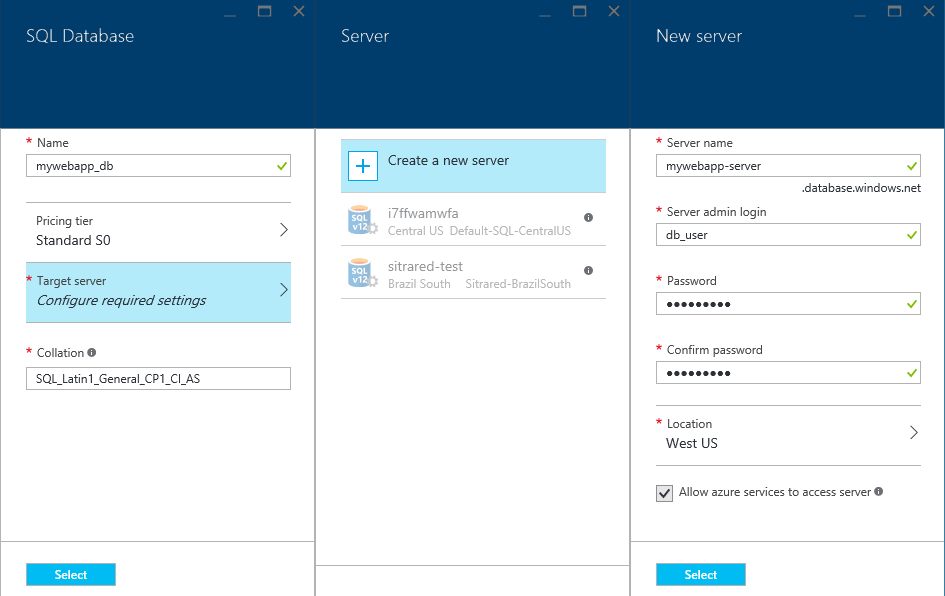 SQL Database
* Name
mywebapp_db
Pricing tier
Standard S0
* Target server
Configure required settings
* Collation
SQL_Latin1_General_CP1_CI_AS
Select
Server
Create a new server
SQL
v12
i7ffwamwfa
Central US Default-SQL-CentralUS
SQL
v12
sitrared-test
Brazil South Sitrared-BrazilSouth
New server
* Server name
mywebapp-server
.database.windows.net
* Server admin login
db_user
* Password
●●●●●●●●●
* Confirm password
●●●●●●●●●
* Location
West US
Allow azure services to access server
Select